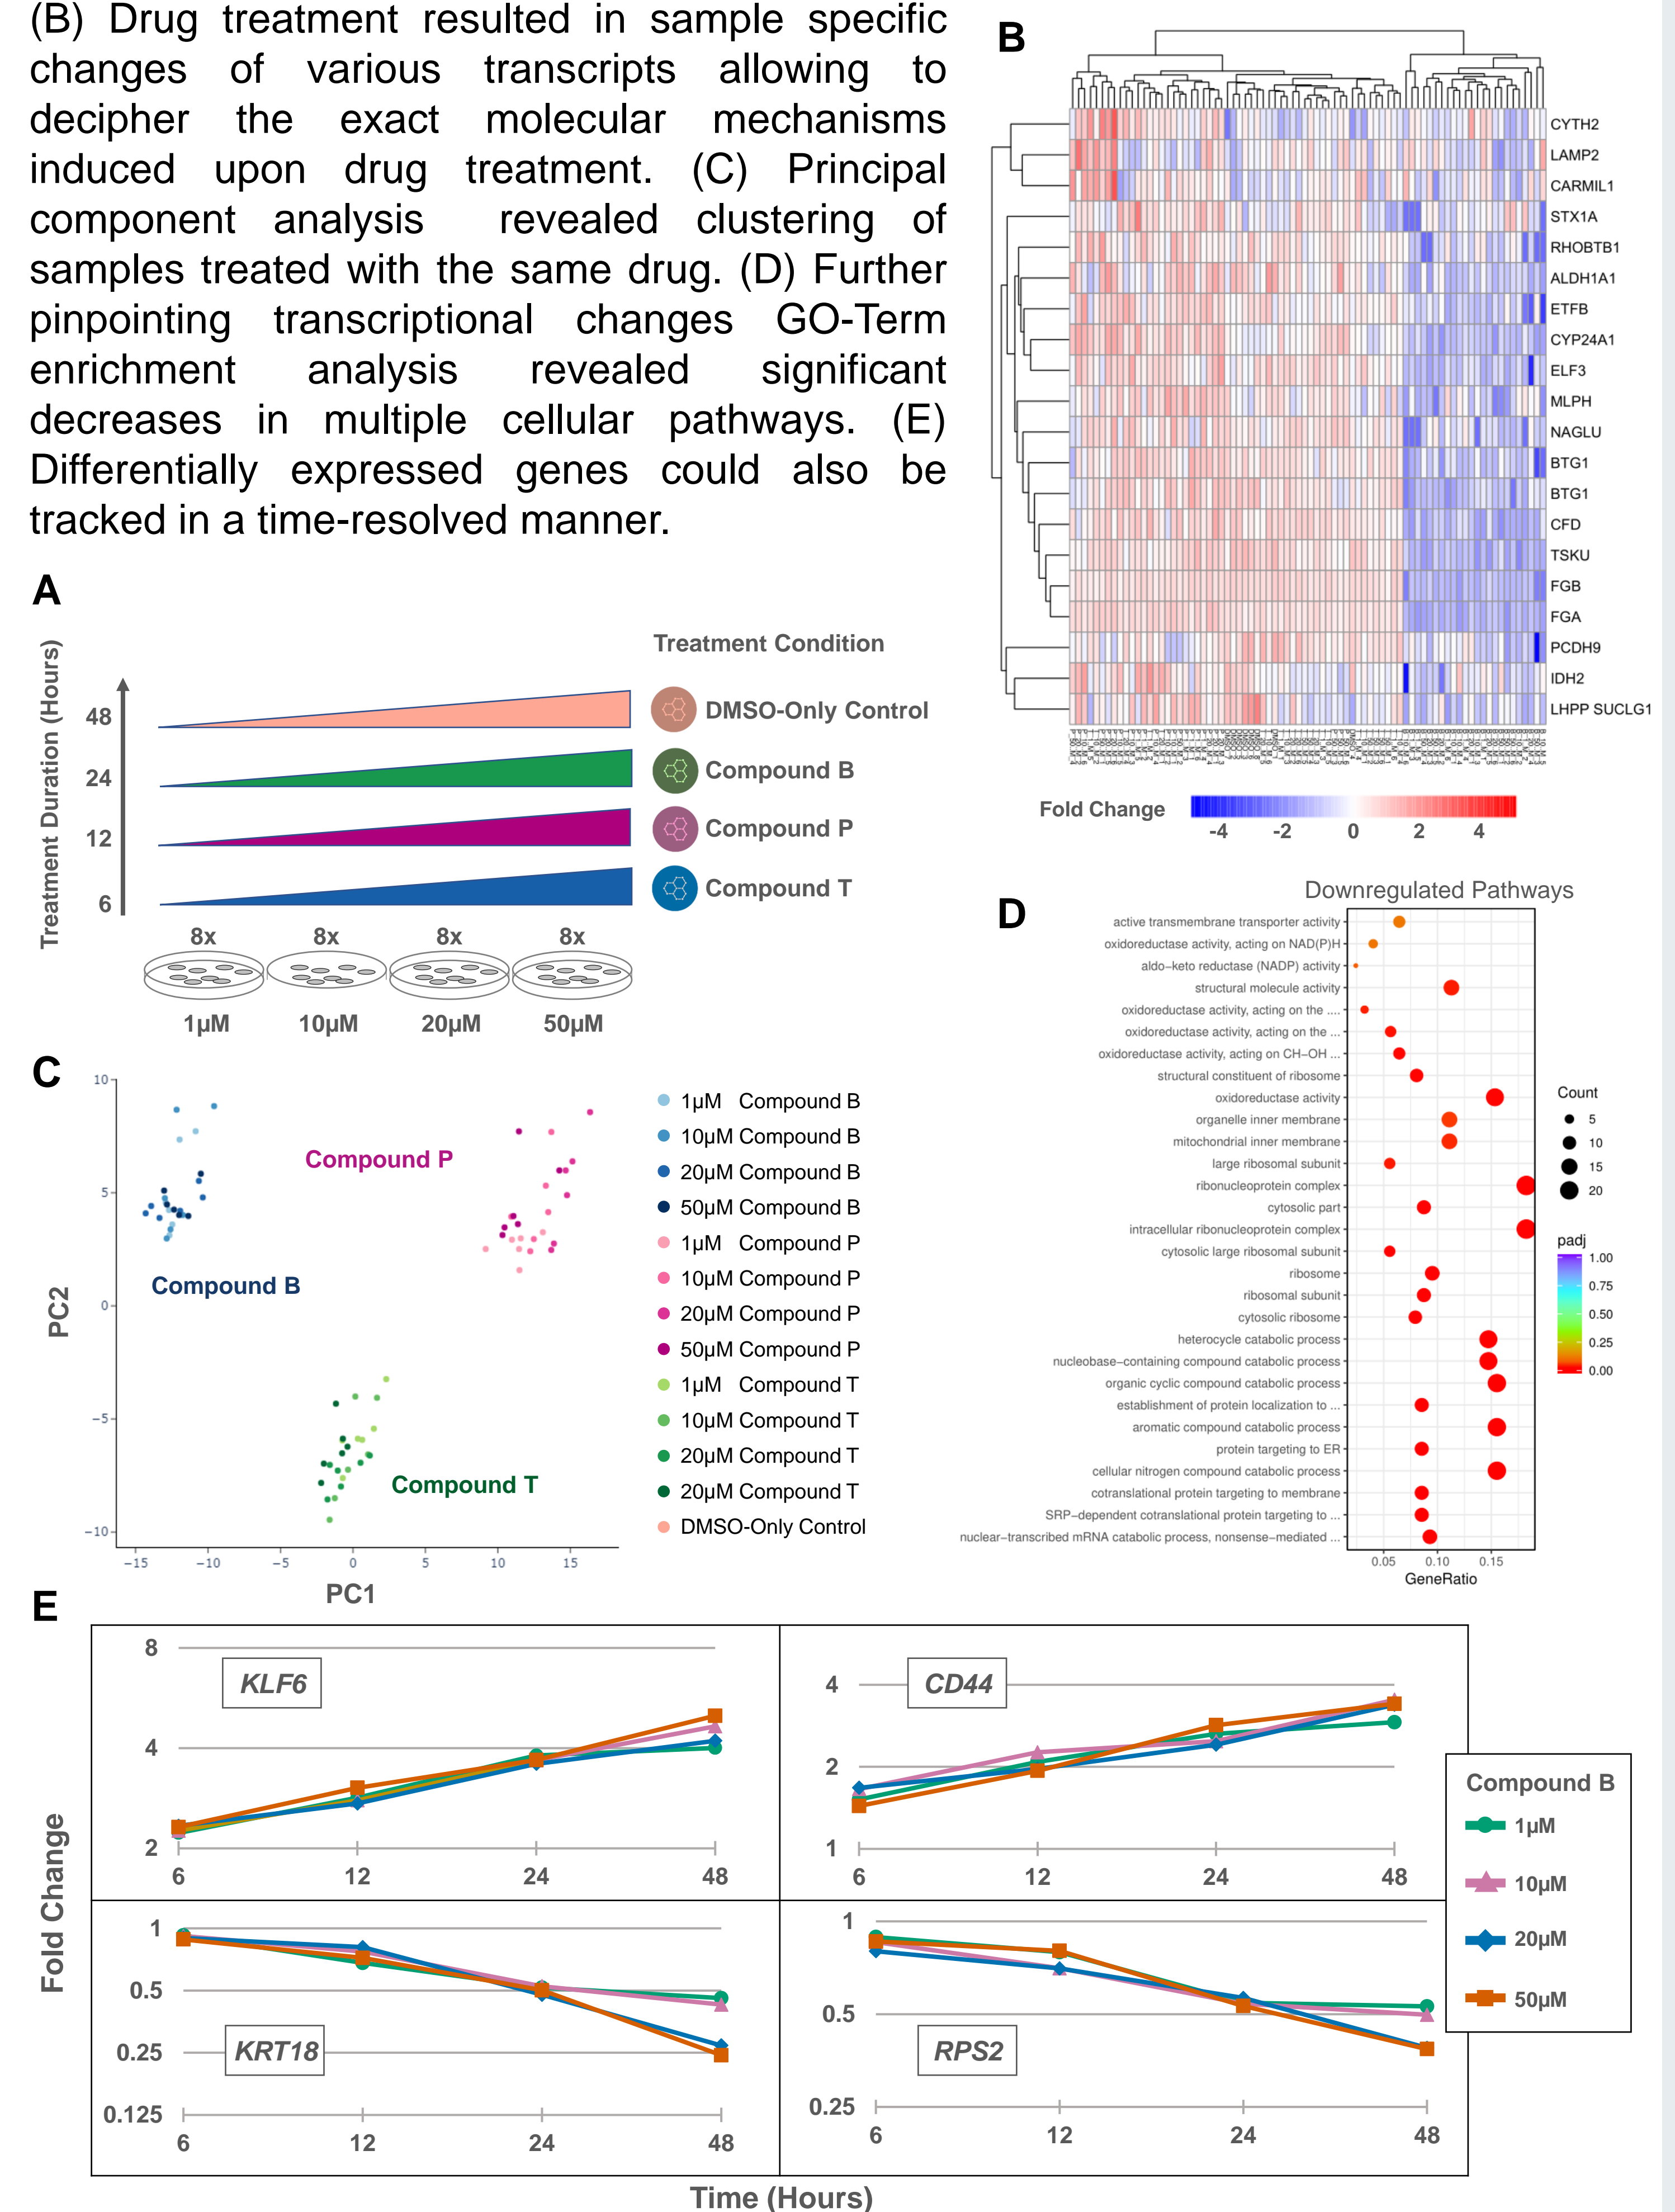 (B) Drug treatment resulted in sample specific
changes of various transcripts allowing to
decipher the exact molecular mechanisms
induced upon drug treatment. (C) Principal
component analysis revealed clustering of
samples treated with the same drug. (D) Further
pinpointing transcriptional changes GO-Term
enrichment analysis revealed significant
decreases in multiple cellular pathways. (E)
Differentially expressed genes could also be
tracked in a time-resolved manner.
A
Treatment Duration (Hours)
Treatment Condition
48
DMSO-Only Control
24
Compound B
12
Compound P
6
Compound T
8x 8x 8x 8x
1µM 10µM 20µM 50µM
B
CYTH2
LAMP2
CARMIL1
STX1A
RHOBTB1
ALDH1A1
ETFB
CYP24A1
ELF3
MLPH
NAGLU
BTG1
BTG1
CFD
TSKU
FGB
FGA
PCDH9
IDH2
LHPP SUCLG1
Fold Change
-4 -2 0 2 4
C
10
5
0
−5
−10
PC2
−15 −10 −5 0 5 10 15
PC1
Compound P
Compound B
Compound T
1µM Compound B
10µM Compound B
20µM Compound B
50µM Compound B
1µM Compound P
10µM Compound P
20µM Compound P
50µM Compound P
1µM Compound T
10µM Compound T
20µM Compound T
20µM Compound T
DMSO-Only Control
D
Downregulated Pathways
active transmembrane transporter activity
oxidoreductase activity, acting on NAD(P)H
aldo−keto reductase (NADP) activity
structural molecule activity
oxidoreductase activity, acting on the ....
oxidoreductase activity, acting on the ...
oxidoreductase activity, acting on CH−OH ...
structural constituent of ribosome
oxidoreductase activity
organelle inner membrane
mitochondrial inner membrane
large ribosomal subunit
ribonucleoprotein complex
cytosolic part
intracellular ribonucleoprotein complex
cytosolic large ribosomal subunit
ribosome
ribosomal subunit
cytosolic ribosome
heterocycle catabolic process
nucleobase−containing compound catabolic process
organic cyclic compound catabolic process
establishment of protein localization to ...
aromatic compound catabolic process
protein targeting to ER
cellular nitrogen compound catabolic process
cotranslational protein targeting to membrane
SRP−dependent cotranslational protein targeting to ...
nuclear−transcribed mRNA catabolic process, nonsense−mediated ...
0.05 0.10 0.15
GeneRatio
Count
5
10
15
20
padj
1.00
0.75
0.50
0.25
0.00
E
Fold Change
KLF6
8
4
2
6 12 24 48
CD44
4
2
1
6 12 24 48
KRT18
1
0.5
0.25
0.125
6 12 24 48
RPS2
1
0.5
0.25
6 12 24 48
Compound B
1µM
10µM
20µM
50µM
Time (Hours)